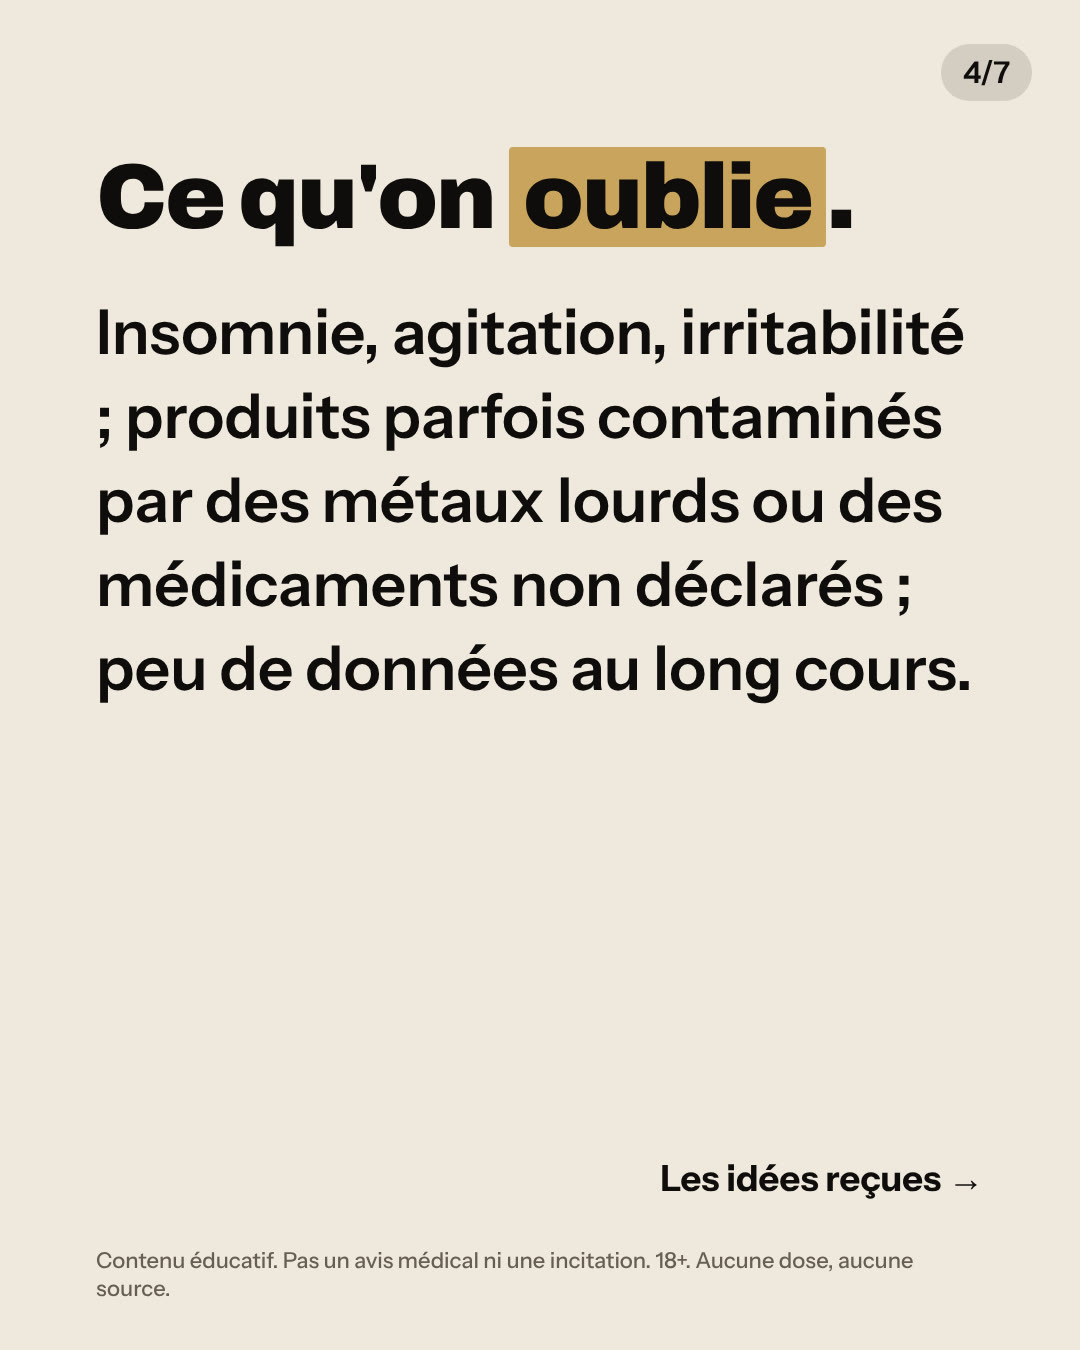 4/7
Ce qu'on oublie.
Insomnie, agitation, irritabilité
; produits parfois contaminés
par des métaux lourds ou des
médicaments non déclarés ;
peu de données au long cours.
Les idées reçues →
Contenu éducatif. Pas un avis médical ni une incitation. 18+. Aucune dose, aucune
source.